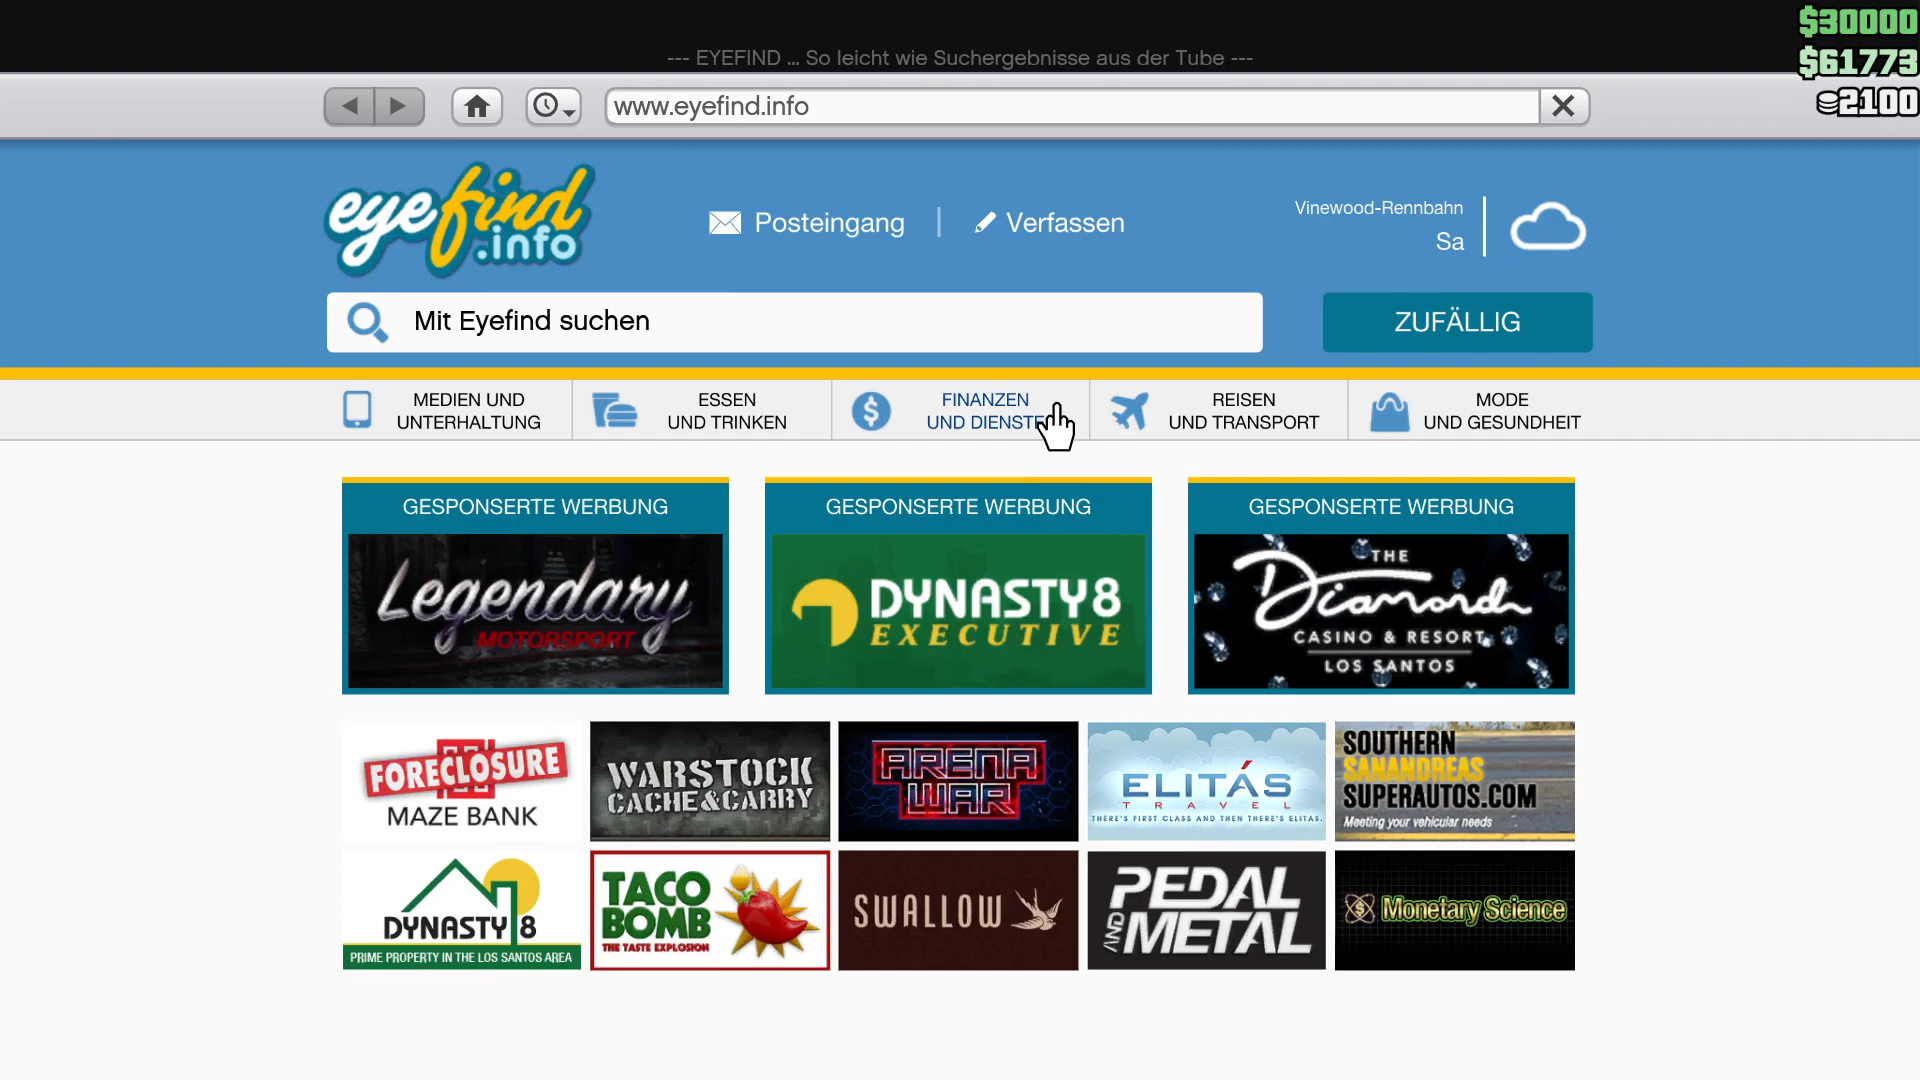 $30000
--- EYEFIND ... So leicht wie Suchergebnisse aus der Tube ---
$61773
www.eyefind.info
2100
eyefind
.info
Posteingang
Verfassen
Vinewood-Rennbahn
Sa
Mit Eyefind suchen
ZUFÄLLIG
MEDIEN UND
UNTERHALTUNG
ESSEN
UND TRINKEN
FINANZEN
UND DIENSTE
REISEN
UND TRANSPORT
MODE
UND GESUNDHEIT
GESPONSERTE WERBUNG
Legendary
MOTORSPORT
GESPONSERTE WERBUNG
DYNASTY 8
EXECUTIVE
GESPONSERTE WERBUNG
THE
Diamond
CASINO & RESORT
LOS SANTOS
FORECLOSURE
MAZE BANK
WARSTOCK
CACHE&CARRY
ARENA
WAR
ELITÁS
TRAVEL
THERE'S FIRST CLASS AND THEN THERE'S ELITAS.
SOUTHERN
SANANDREAS
SUPERAUTOS.COM
Meeting your vehicular needs
DYNASTY 8
PRIME PROPERTY IN THE LOS SANTOS AREA
TACO
BOMB
THE TASTE EXPLOSION
SWALLOW
PEDAL
AND
METAL
Monetary Science